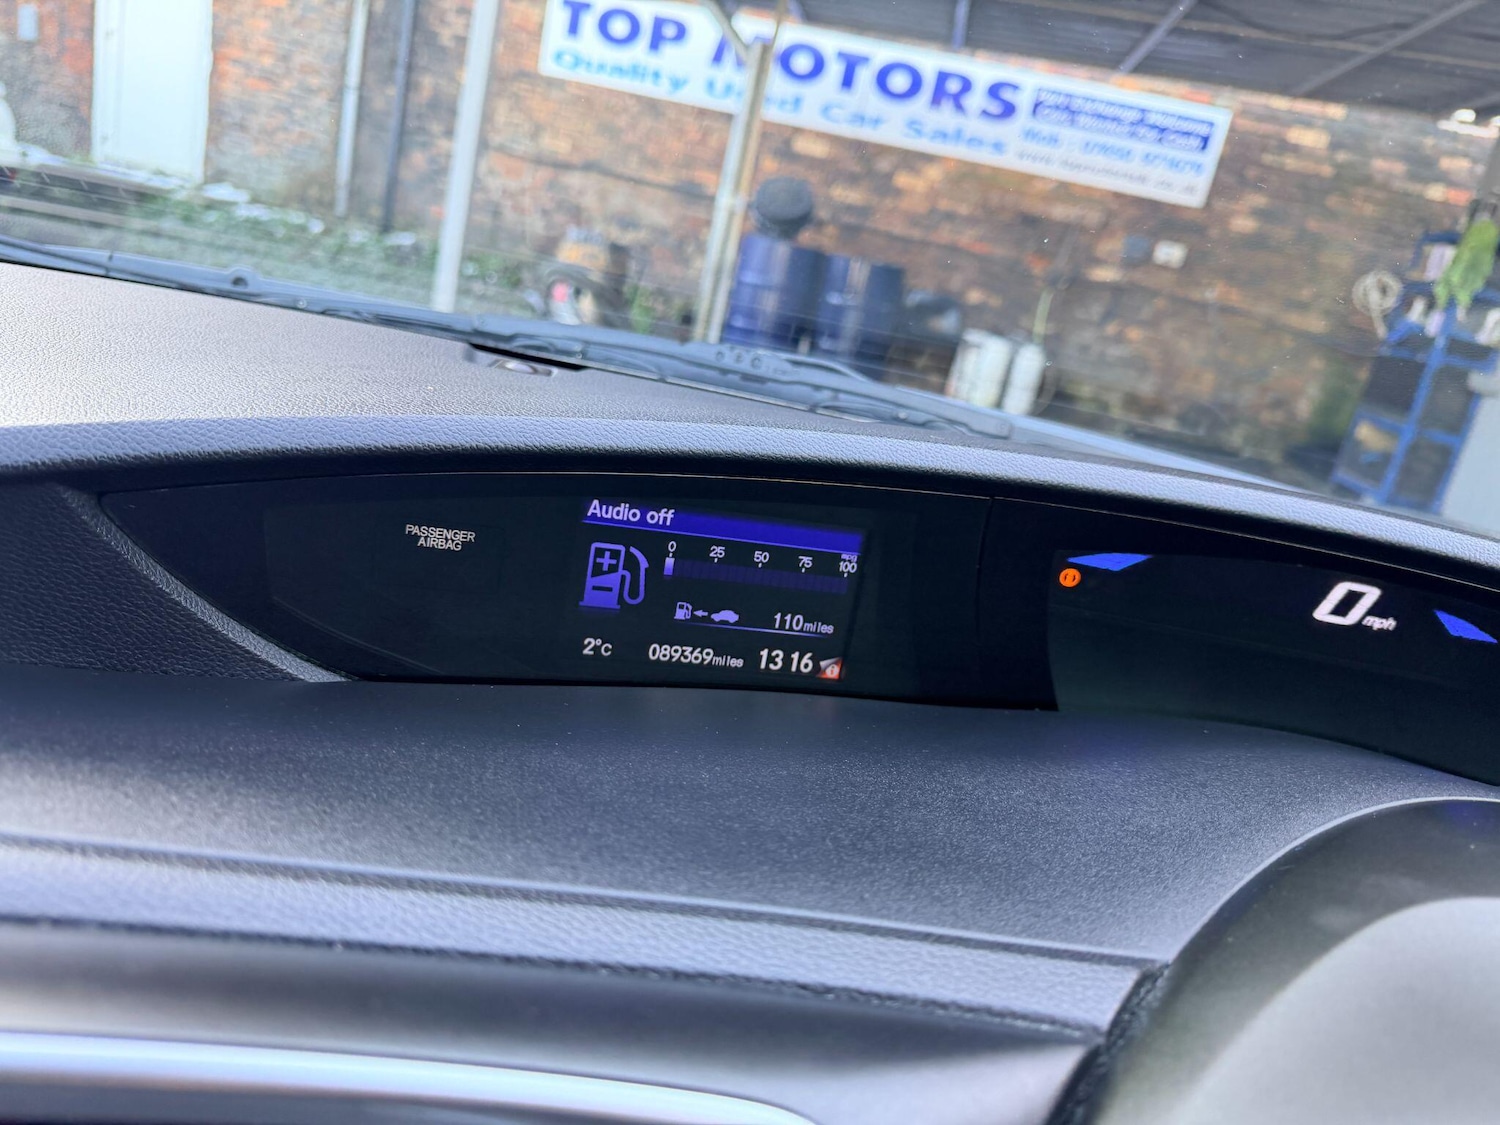 TOP MOTORS
Quality Used Car Sales
PASSENGER
AIRBAG
Audio off
mpg
0 25 50 75 100
110miles
2°C 089369miles 13 16
0mph